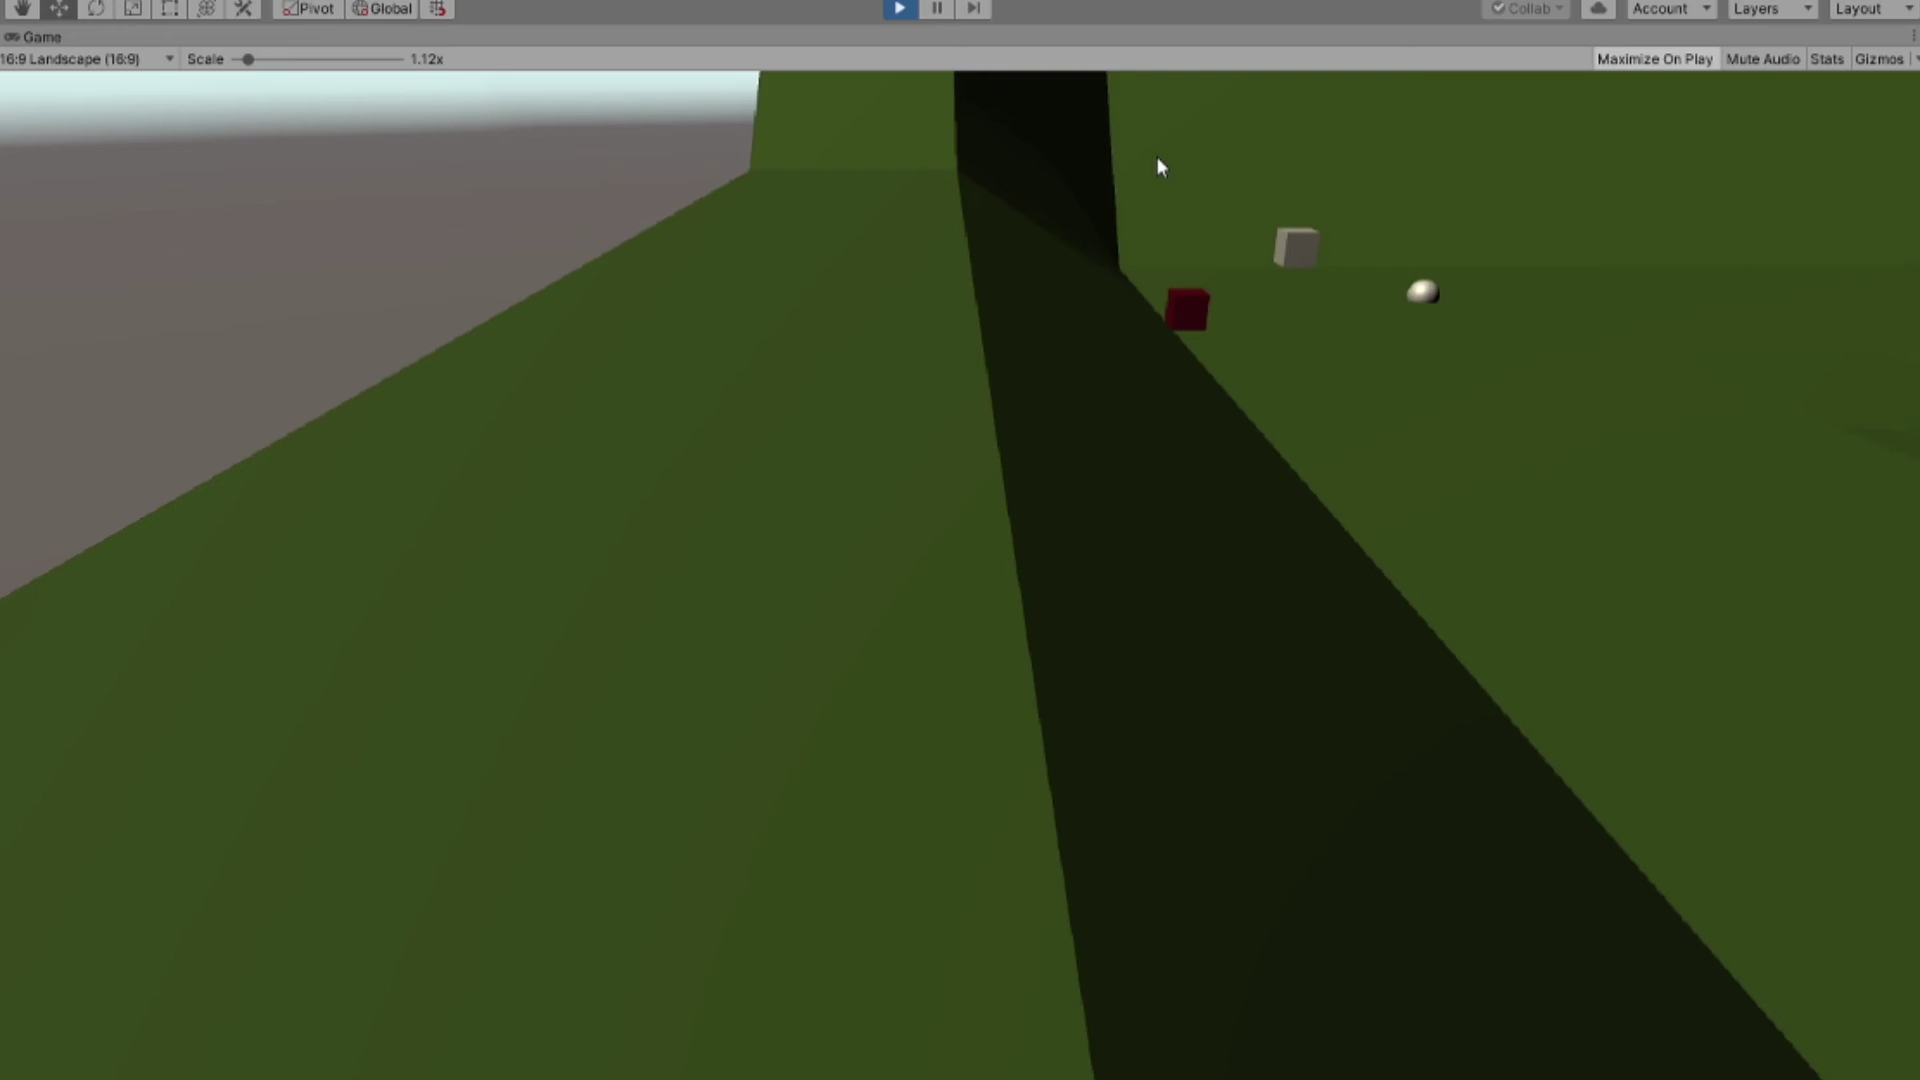 Pivot Global Collab Account Layers Layout
Game
16:9 Landscape (16:9) Scale 1.12x Maximize On Play Mute Audio Stats Gizmos